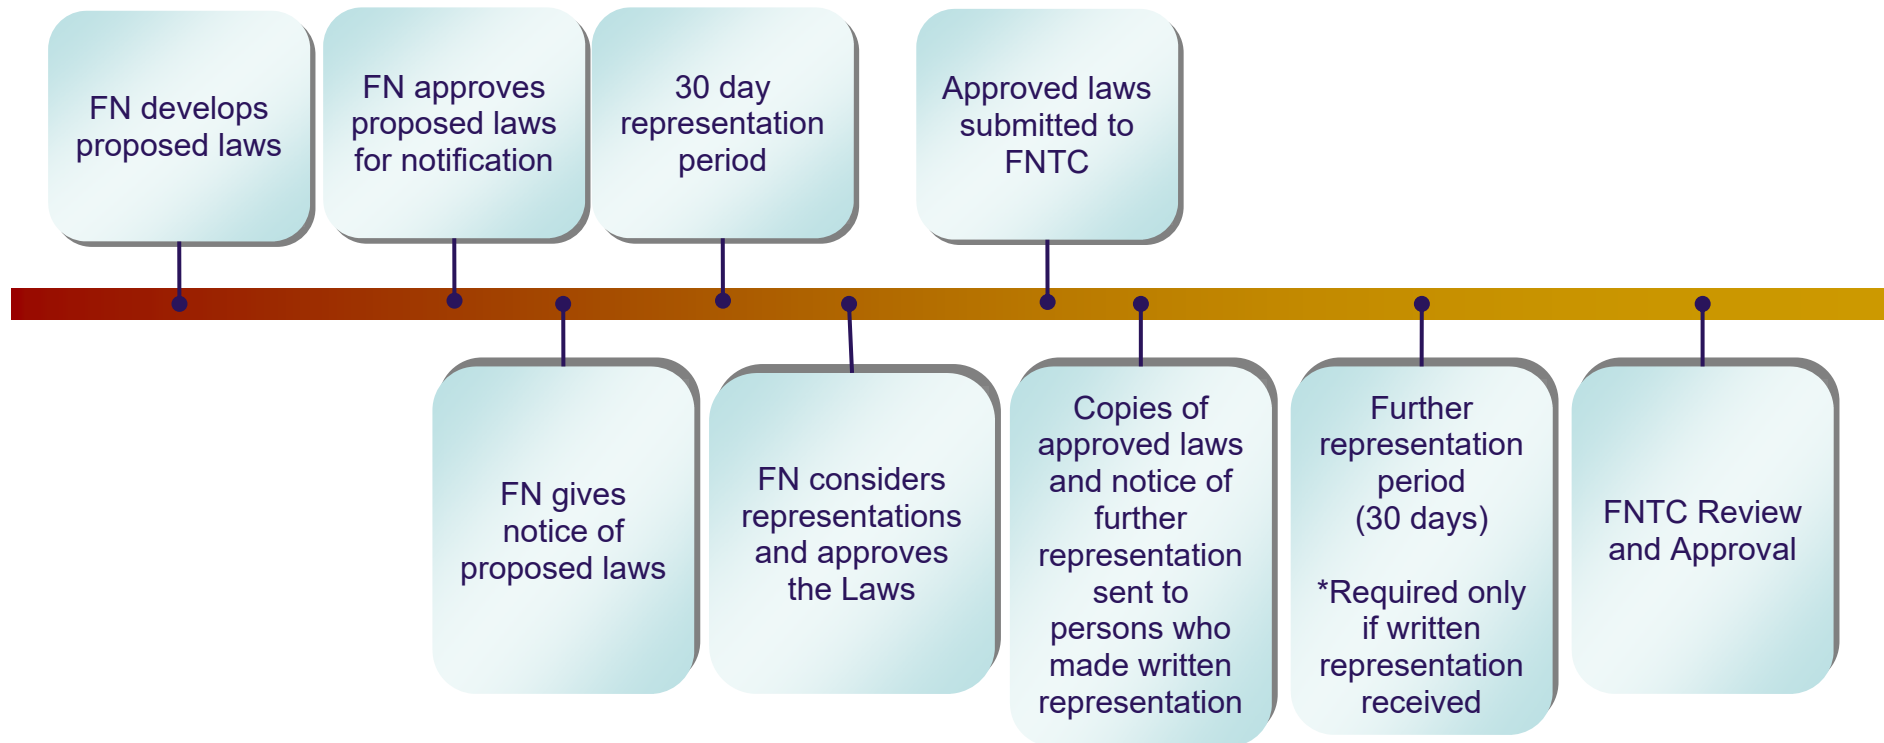 FN develops
proposed laws
FN approves
proposed laws
for notification
30 day
representation
period
Approved laws
submitted to
FNTC
FN gives
notice of
proposed laws
FN considers
representations
and approves
the Laws
Copies of
approved laws
and notice of
further
representation
sent to
persons who
made written
representation
Further
representation
period
(30 days)
*Required only
if written
representation
received
FNTC Review
and Approval